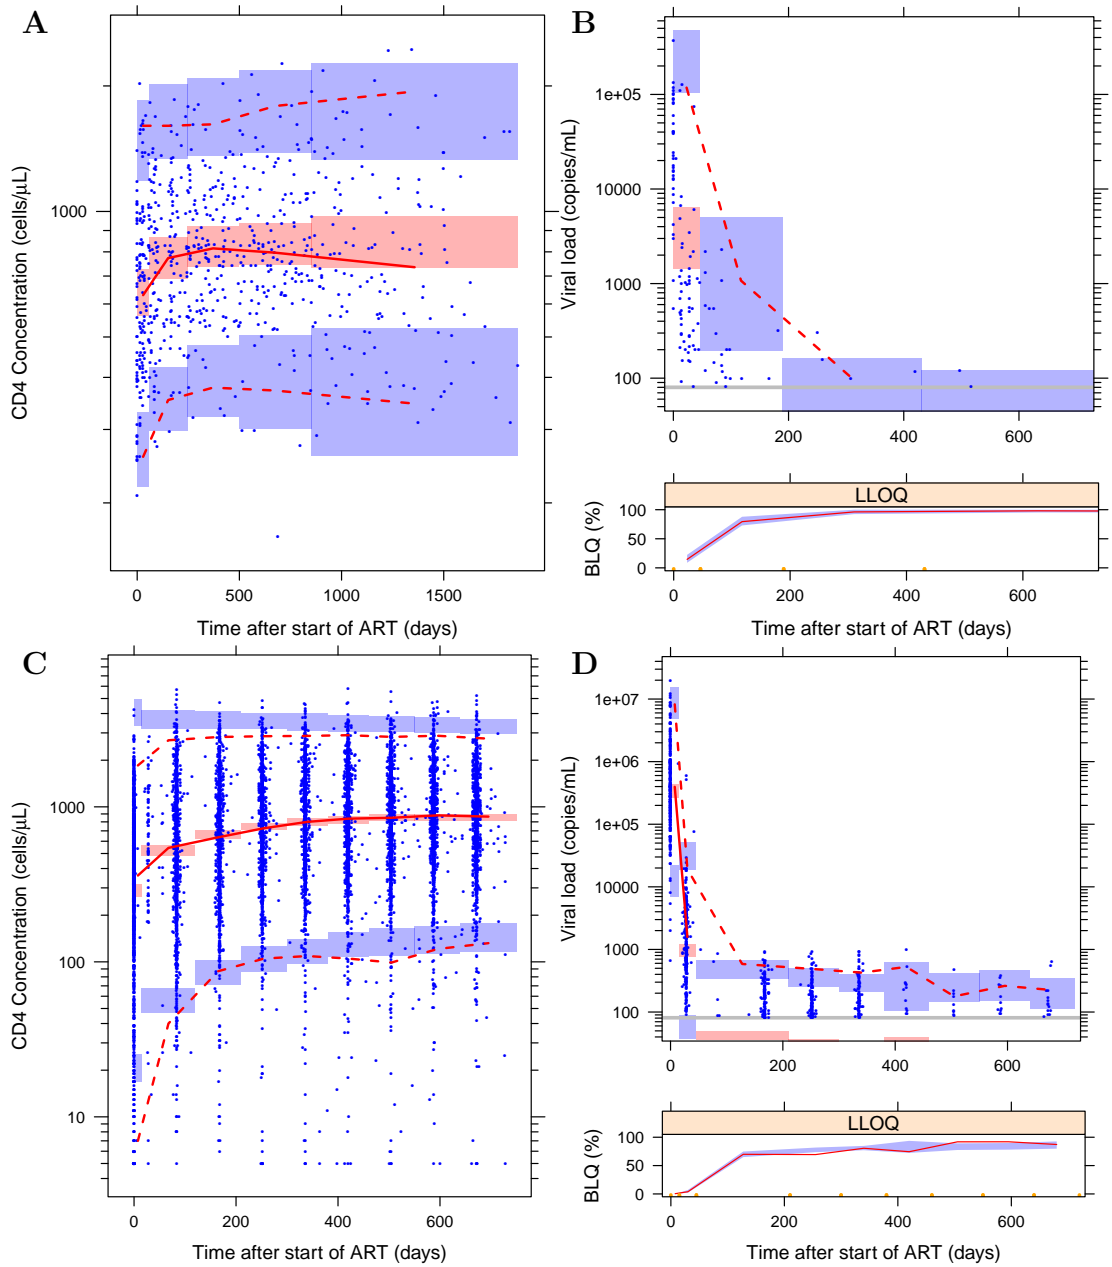 A
CD4 Concentration (cells/μL)
1000
0 500 1000 1500
Time after start of ART (days)
B
Viral load (copies/mL)
1e+05
10000
1000
100
0 200 400 600
LLOQ
BLQ (%)
100
50
0
0 200 400 600
Time after start of ART (days)
C
CD4 Concentration (cells/μL)
1000
100
10
0 200 400 600
Time after start of ART (days)
D
Viral load (copies/mL)
1e+07
1e+06
1e+05
10000
1000
100
0 200 400 600
LLOQ
BLQ (%)
100
50
0
0 200 400 600
Time after start of ART (days)